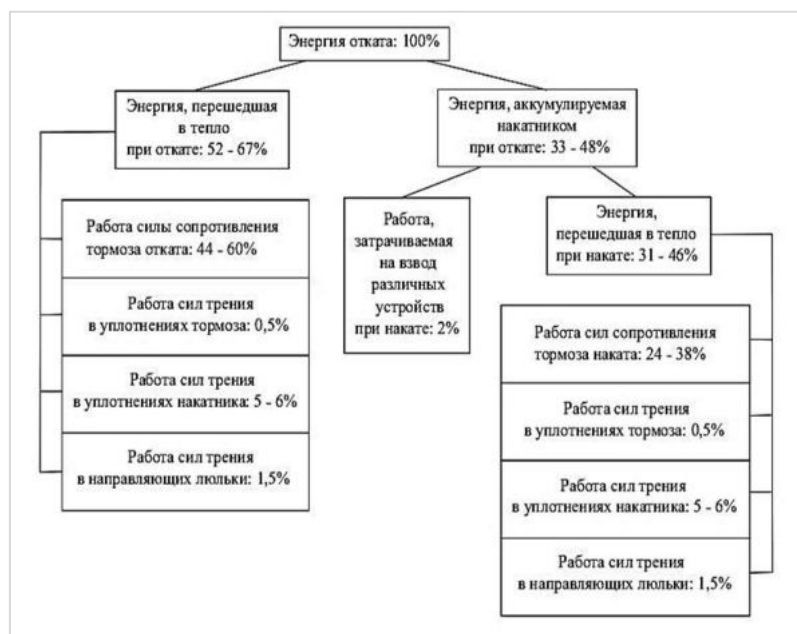 Энергия отката: 100%
Энергия, перешедшая
в тепло
при откате: 52 - 67%
Энергия, аккумулируемая
накатником
при откате: 33 - 48%
Работа силы сопротивления
тормоза отката: 44 - 60%
Работа сил трения
в уплотнениях тормоза: 0,5%
Работа сил трения
в уплотнениях накатника: 5 - 6%
Работа сил трения
в направляющих люльки: 1,5%
Работа,
затрачиваемая
на взвод
различных
устройств
при накате: 2%
Энергия,
перешедшая в тепло
при накате: 31 - 46%
Работа сил сопротивления
тормоза наката: 24 - 38%
Работа сил трения
в уплотнениях тормоза: 0,5%
Работа сил трения
в уплотнениях накатника: 5 - 6%
Работа сил трения
в направляющих люльки: 1,5%